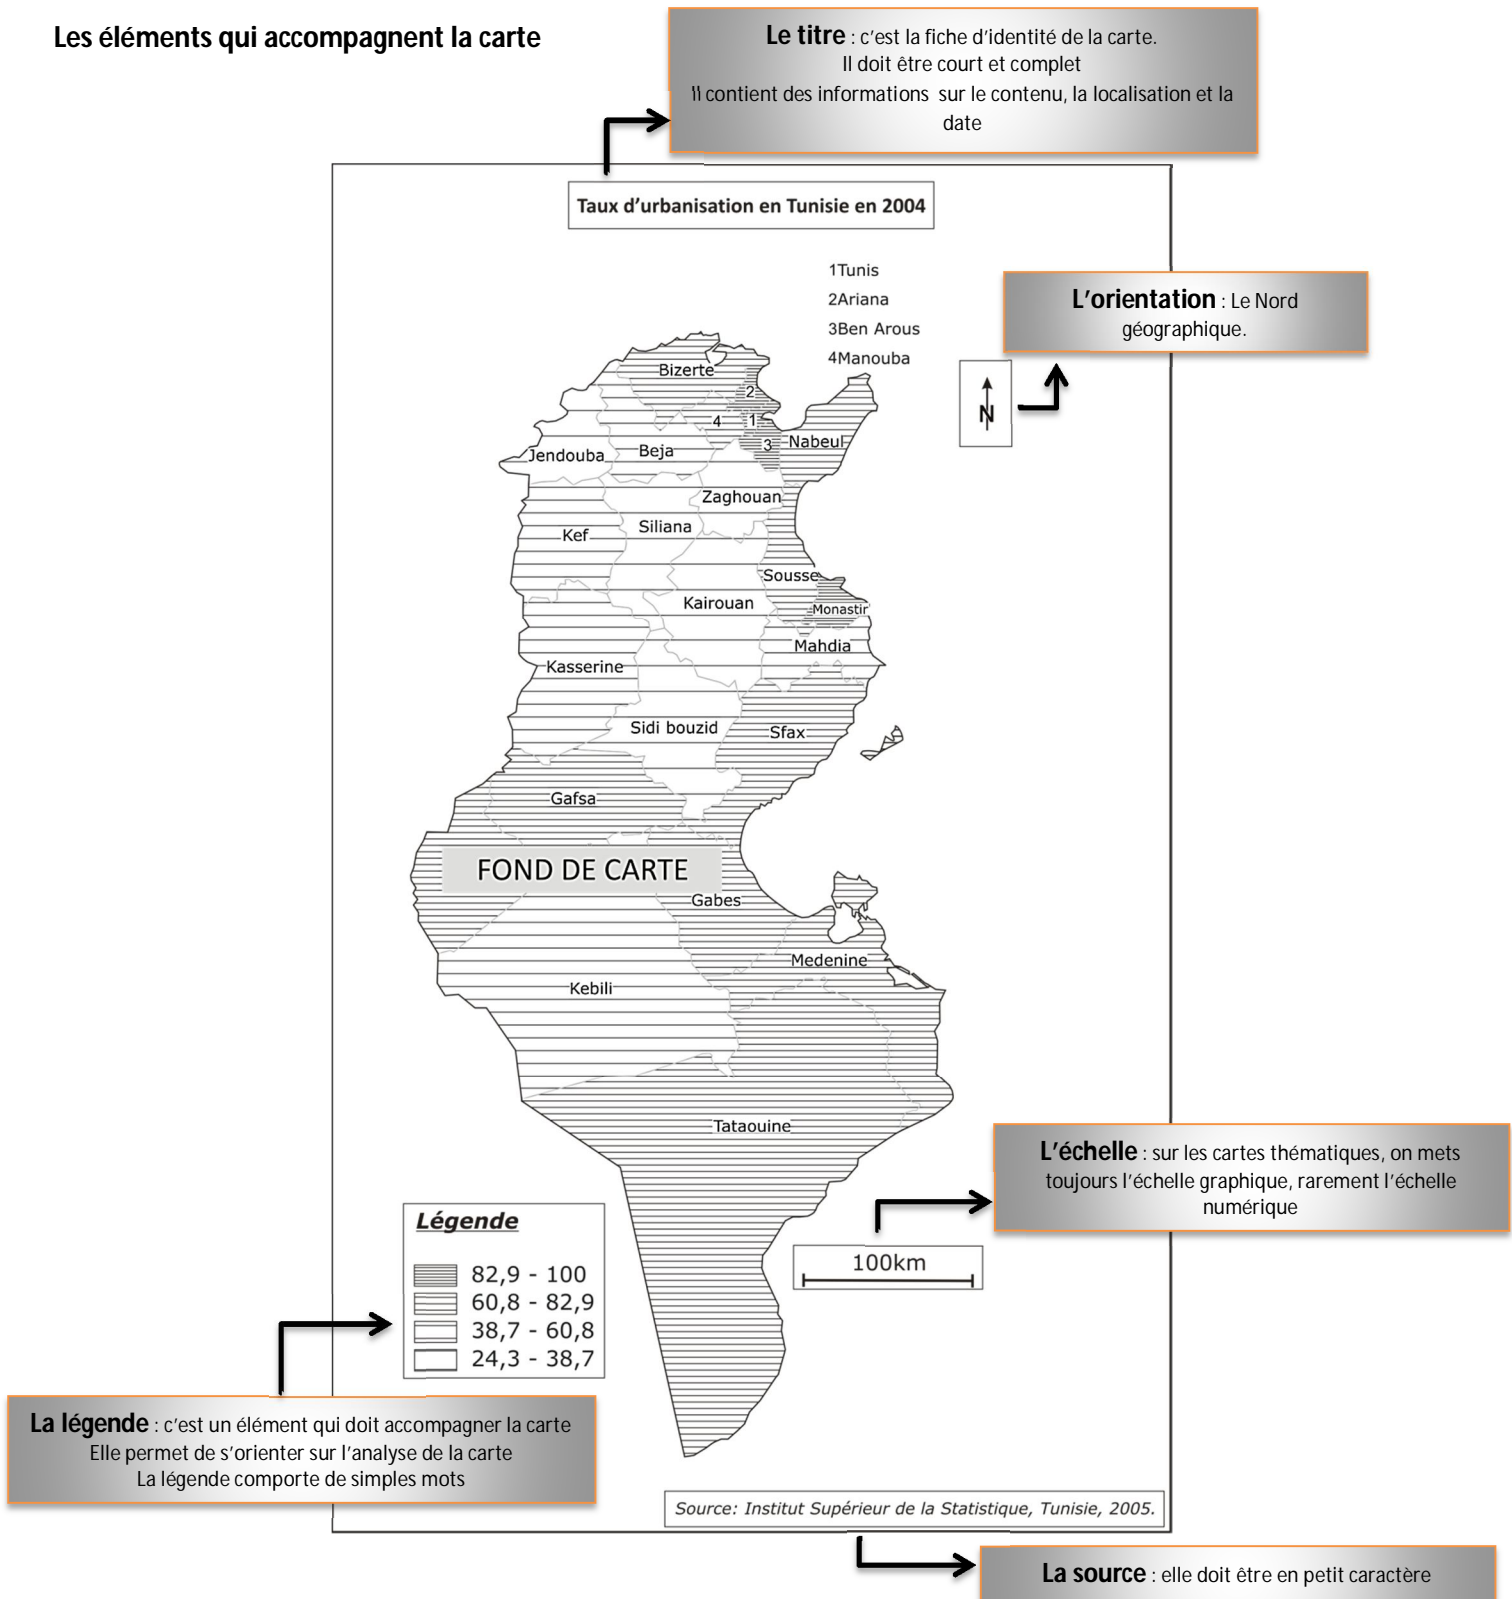 Les éléments qui accompagnent la carte
Le titre : c'est la fiche d'identité de la carte.
Il doit être court et complet
Il contient des informations sur le contenu, la localisation et la
date
Taux d'urbanisation en Tunisie en 2004
1Tunis
2Ariana
3Ben Arous
4Manouba
L'orientation : Le Nord
géographique.
N
Bizerte
2
4
1
3
Nabeul
Jendouba
Beja
Zaghouan
Siliana
Kef
Sousse
Kairouan
Monastir
Mahdia
Kasserine
Sidi bouzid
Sfax
Gafsa
FOND DE CARTE
Gabes
Medenine
Kebili
Tataouine
L'échelle : sur les cartes thématiques, on mets
toujours l'échelle graphique, rarement l'échelle
numérique
100km
Légende
82,9 - 100
60,8 - 82,9
38,7 - 60,8
24,3 - 38,7
La légende : c'est un élément qui doit accompagner la carte
Elle permet de s'orienter sur l'analyse de la carte
La légende comporte de simples mots
Source: Institut Supérieur de la Statistique, Tunisie, 2005.
La source : elle doit être en petit caractère